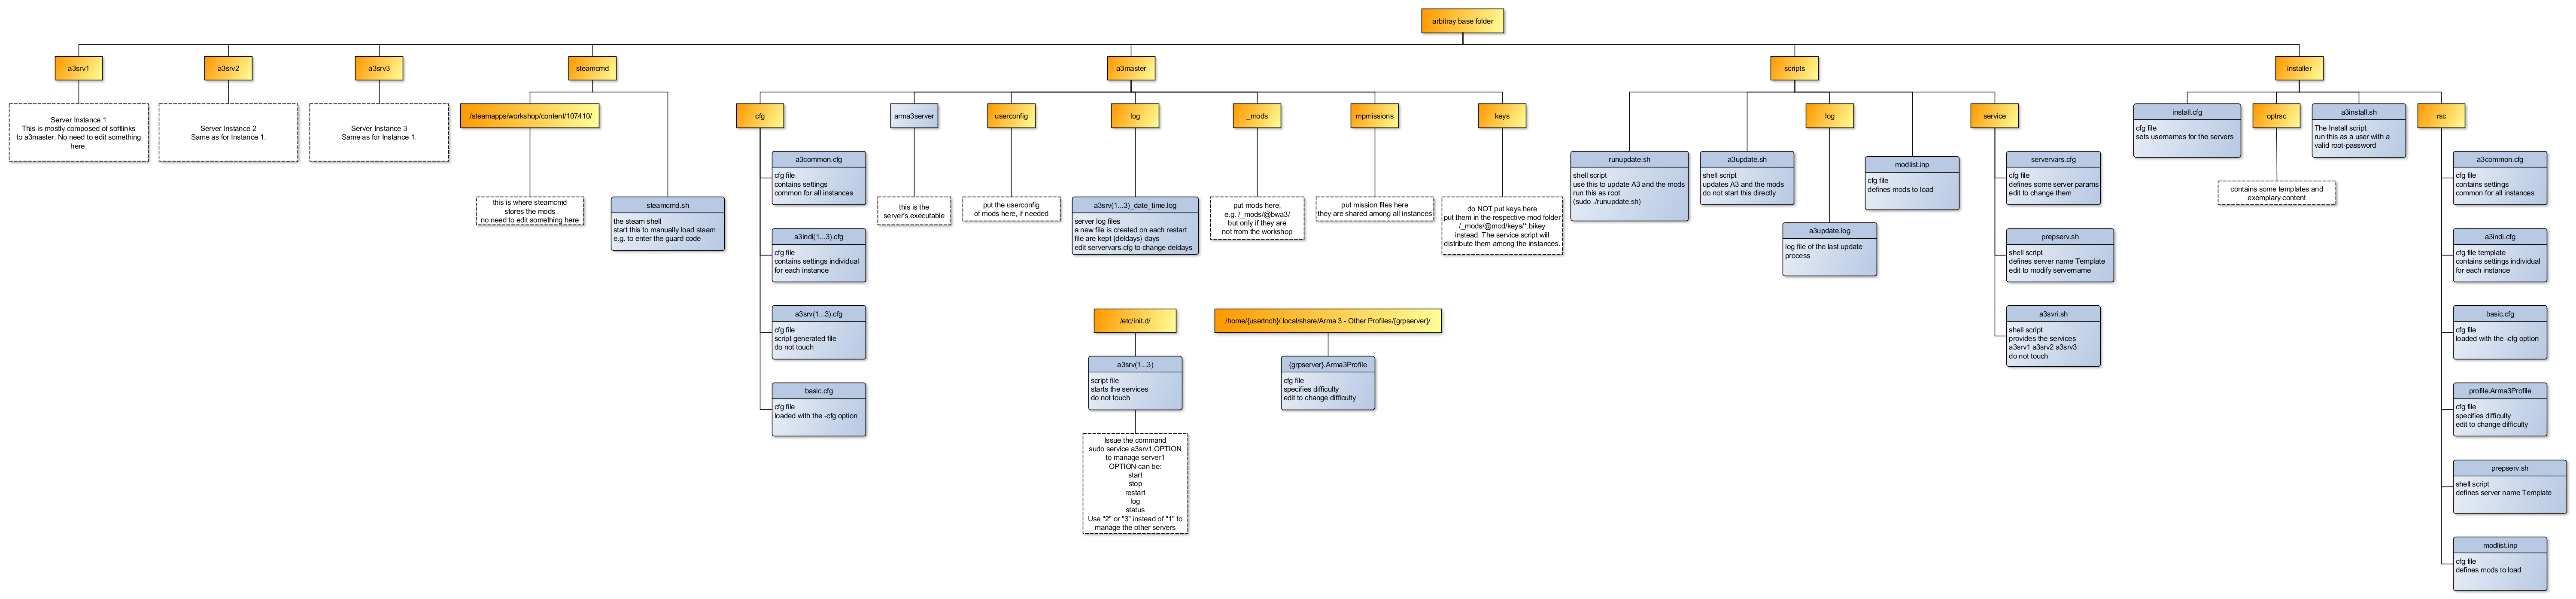 arbitray base folder
a3srv1
a3srv2
a3srv3
steamcmd
a3master
scripts
installer
Server Instance 1
This is mostly composed of softlinks
to a3master. No need to edit something
here.
Server Instance 2
Same as for Instance 1.
Server Instance 3
Same as for Instance 1.
./steamapps/workshop/content/107410/
this is where steamcmd
stores the mods
no need to edit something here
steamcmd.sh
the steam shell
start this to manually load steam
e.g. to enter the guard code
cfg
a3common.cfg
cfg file
contains settings
common for all instances
a3indi(1...3).cfg
cfg file
contains settings individual
for each instance
a3srv(1...3).cfg
cfg file
script generated file
do not touch
basic.cfg
cfg file
loaded with the -cfg option
arma3server
this is the
server's executable
userconfig
put the userconfig
of mods here, if needed
log
a3srv(1...3)_date_time.log
server log files
a new file is created on each restart
file are kept {deldays} days
edit servervars.cfg to change deldays
_mods
put mods here,
e.g. /_mods/@bwa3/
but only if they are
not from the workshop
mpmissions
put mission files here
they are shared among all instances
keys
do NOT put keys here
put them in the respective mod folder
/_mods/@mod/keys/*.bikey
instead. The service script will
distribute them among the instances.
/etc/init.d/
a3srv(1...3)
script file
starts the services
do not touch
Issue the command
sudo service a3srv1 OPTION
to manage server1
OPTION can be:
start
stop
restart
log
status
Use "2" or "3" instead of "1" to
manage the other servers
/home/{userlnch}/.local/share/Arma 3 - Other Profiles/{grpserver}/
{grpserver}.Arma3Profile
cfg file
specifies difficulty
edit to change difficulty
runupdate.sh
shell script
use this to update A3 and the mods
run this as root
(sudo ./runupdate.sh)
a3update.sh
shell script
updates A3 and the mods
do not start this directly
log
a3update.log
log file of the last update
process
modlist.inp
cfg file
defines mods to load
service
servervars.cfg
cfg file
defines some server params
edit to change them
prepserv.sh
shell script
defines server name Template
edit to modify servername
a3svri.sh
shell script
provides the services
a3srv1 a3srv2 a3srv3
do not touch
install.cfg
cfg file
sets usernames for the servers
optrsc
contains some templates and
exemplary content
a3install.sh
The Install script.
run this as a user with a
valid root-password
rsc
a3common.cfg
cfg file
contains settings
common for all instances
a3indi.cfg
cfg file template
contains settings individual
for each instance
basic.cfg
cfg file
loaded with the -cfg option
profile.Arma3Profile
cfg file
specifies difficulty
edit to change difficulty
prepserv.sh
shell script
defines server name Template
modlist.inp
cfg file
defines mods to load